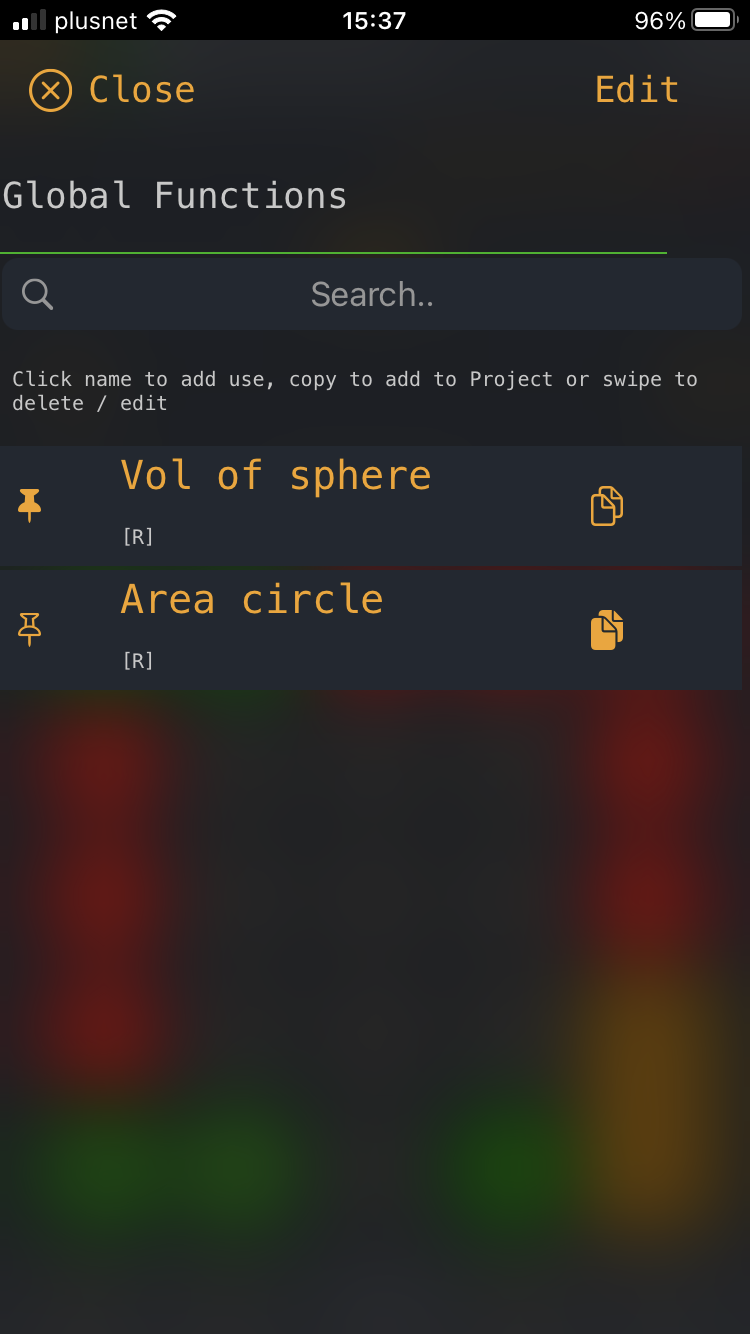 plusnet 15:37 96%
Close Edit
Global Functions
Search..
Click name to add use, copy to add to Project or swipe to
delete / edit
Vol of sphere
[R]
Area circle
[R]